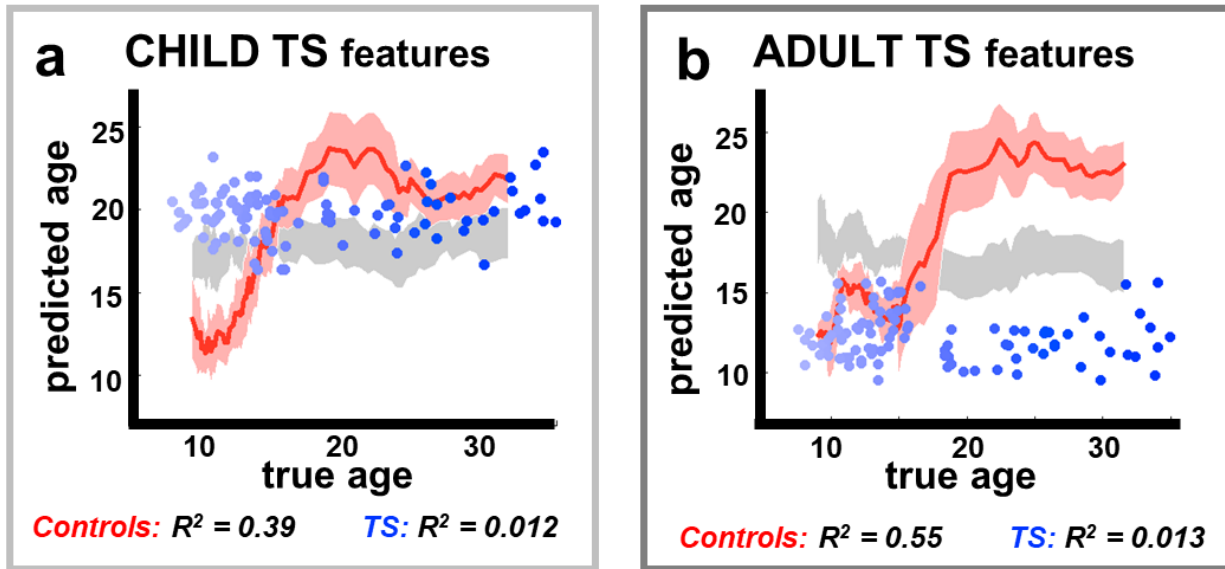 a CHILD TS features
predicted age
25
20
15
10
10 20 30
true age
Controls: R² = 0.39 TS: R² = 0.012
b ADULT TS features
predicted age
25
20
15
10
10 20 30
true age
Controls: R² = 0.55 TS: R² = 0.013